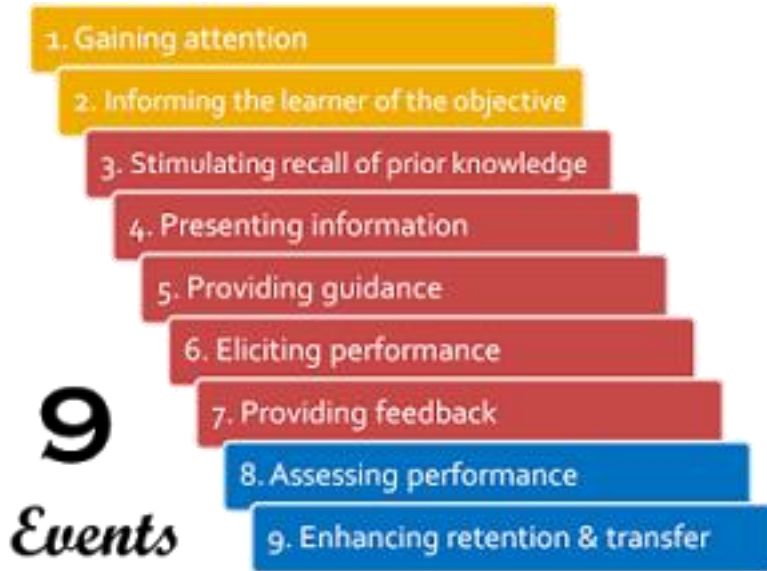 1. Gaining attention
2. Informing the learner of the objective
3. Stimulating recall of prior knowledge
4. Presenting information
5. Providing guidance
6. Eliciting performance
7. Providing feedback
8. Assessing performance
9. Enhancing retention & transfer
9
Events